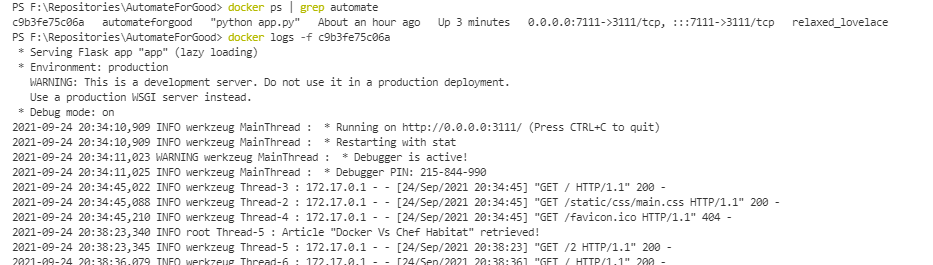 PS F:\Repositories\AutomateForGood> docker ps | grep automate
c9b3fe75c06a   automateforgood   "python app.py"   About an hour ago   Up 3 minutes   0.0.0.0:7111->3111/tcp, :::7111->3111/tcp   relaxed_lovelace
PS F:\Repositories\AutomateForGood> docker logs -f c9b3fe75c06a
 * Serving Flask app "app" (lazy loading)
 * Environment: production
   WARNING: This is a development server. Do not use it in a production deployment.
   Use a production WSGI server instead.
 * Debug mode: on
2021-09-24 20:34:10,909 INFO werkzeug MainThread :  * Running on http://0.0.0.0:3111/ (Press CTRL+C to quit)
2021-09-24 20:34:10,909 INFO werkzeug MainThread :  * Restarting with stat
2021-09-24 20:34:11,023 WARNING werkzeug MainThread :  * Debugger is active!
2021-09-24 20:34:11,025 INFO werkzeug MainThread :  * Debugger PIN: 215-844-990
2021-09-24 20:34:45,022 INFO werkzeug Thread-3 : 172.17.0.1 - - [24/Sep/2021 20:34:45] "GET / HTTP/1.1" 200 -
2021-09-24 20:34:45,088 INFO werkzeug Thread-2 : 172.17.0.1 - - [24/Sep/2021 20:34:45] "GET /static/css/main.css HTTP/1.1" 200 -
2021-09-24 20:34:45,210 INFO werkzeug Thread-4 : 172.17.0.1 - - [24/Sep/2021 20:34:45] "GET /favicon.ico HTTP/1.1" 404 -
2021-09-24 20:38:23,340 INFO root Thread-5 : Article "Docker Vs Chef Habitat" retrieved!
2021-09-24 20:38:23,345 INFO werkzeug Thread-5 : 172.17.0.1 - - [24/Sep/2021 20:38:23] "GET /2 HTTP/1.1" 200 -
2021-09-24 20:38:36,079 INFO werkzeug Thread-6 : 172.17.0.1 - - [24/Sep/2021 20:38:36] "GET / HTTP/1.1" 200 -